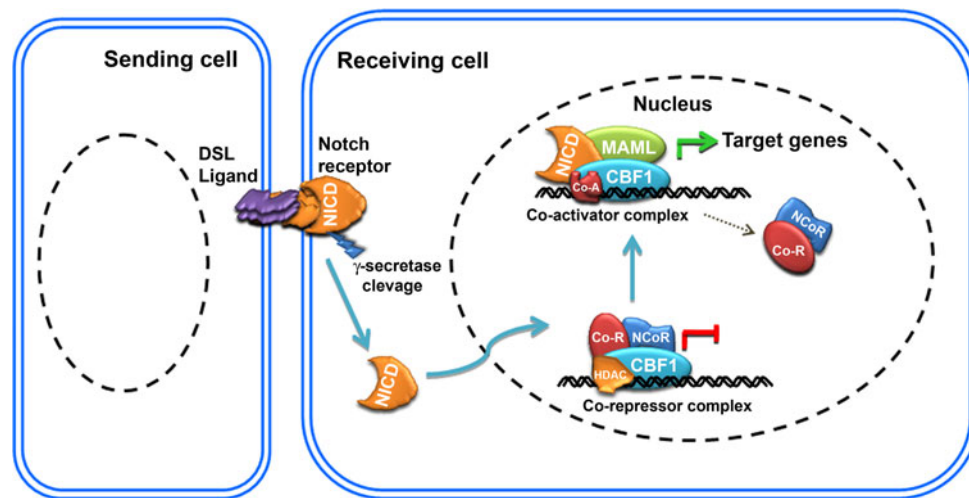 Sending cell
Receiving cell
DSL
Ligand
Notch
receptor
NICD
γ-secretase
clevage
NICD
Nucleus
NICD
MAML
CBF1
Co-A
Target genes
Co-activator complex
NCoR
Co-R
Co-R
NCoR
CBF1
HDAC
Co-repressor complex